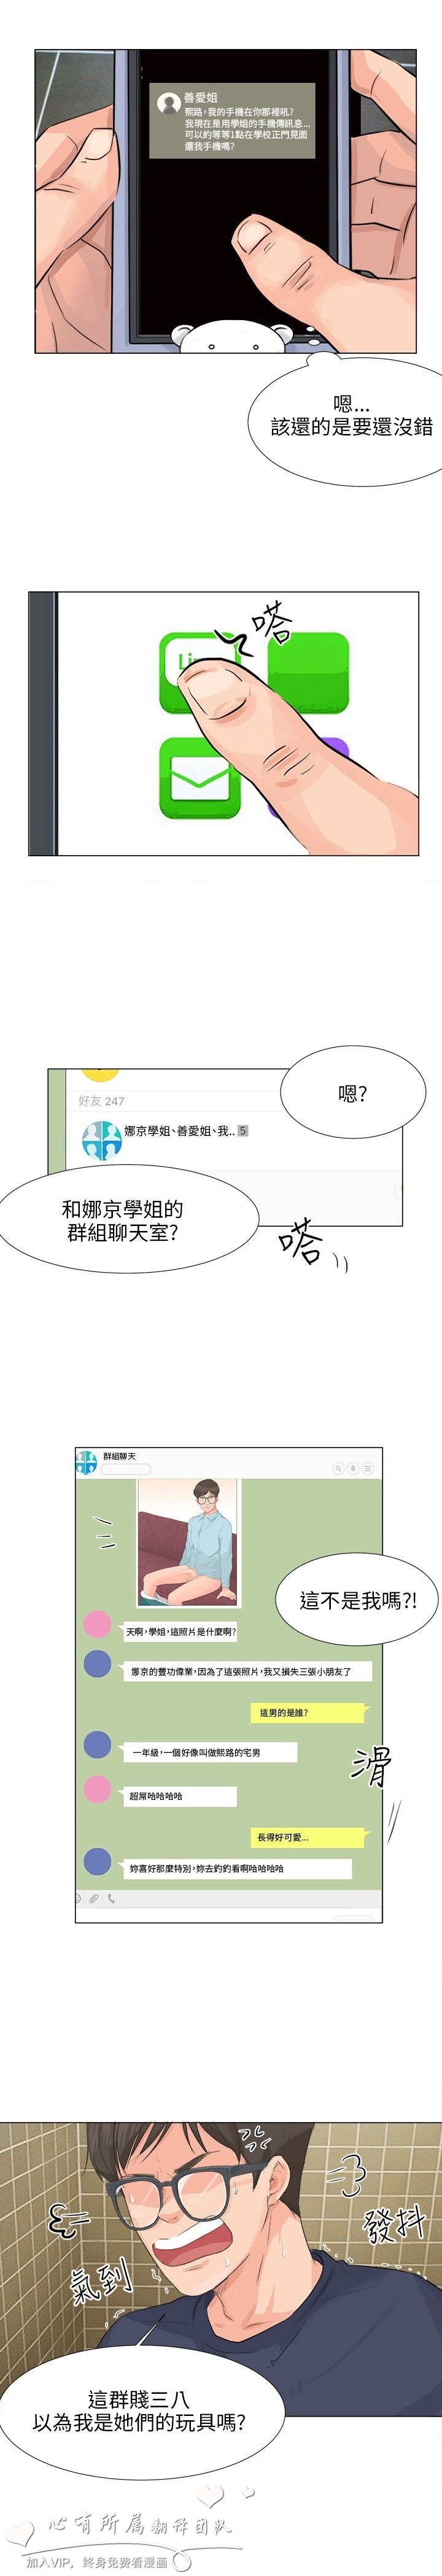 善愛姐
熙路，我的手機在你那裡吼?
我現在是用學姐的手機傳訊息...
可以約等等1點在學校正門見面
還我手機嗎?
嗯...
該還的是要還沒錯
嗒
Li
嗯?
好友 247
娜京學姐、善愛姐、我.. 5
和娜京學姐的
群組聊天室?
嗒
群組聊天
這不是我嗎?!
天啊，學姐，這照片是什麼啊?
娜京的豐功偉業，因為了這張照片，我又損失三張小朋友了
這男的是誰?
一年級，一個好像叫做熙路的宅男
滑
超屌哈哈哈哈
長得好可愛...
妳喜好那麼特別，妳去釣釣看啊哈哈哈哈
發抖
氣到
這群賤三八
以為我是她們的玩具嗎?
心有所属翻译团队
加入VIP，终身免费看漫画